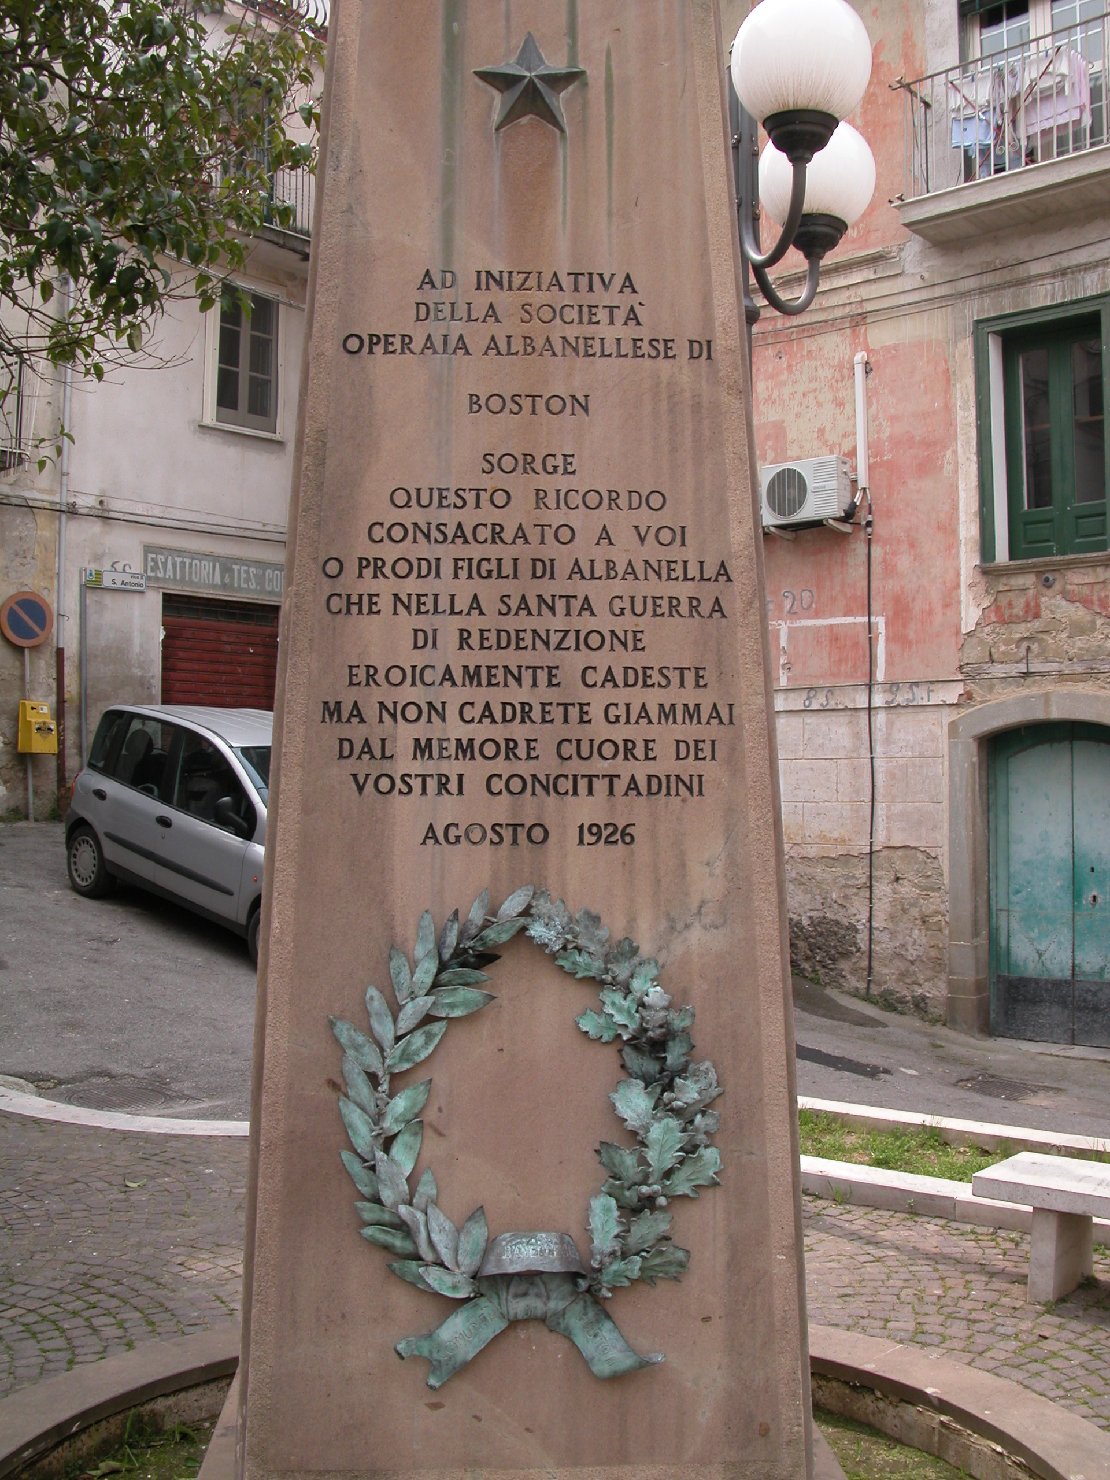 AD INIZIATIVA
DELLA SOCIETÀ
OPERAIA ALBANELLESE DI
BOSTON
SORGE
QUESTO RICORDO
CONSACRATO A VOI
O PRODI FIGLI DI ALBANELLA
CHE NELLA SANTA GUERRA
DI REDENZIONE
EROICAMENTE CADESTE
MA NON CADRETE GIAMMAI
DAL MEMORE CUORE DEI
VOSTRI CONCITTADINI
AGOSTO 1926
ESATTORIA TES.
S. Antonio
20